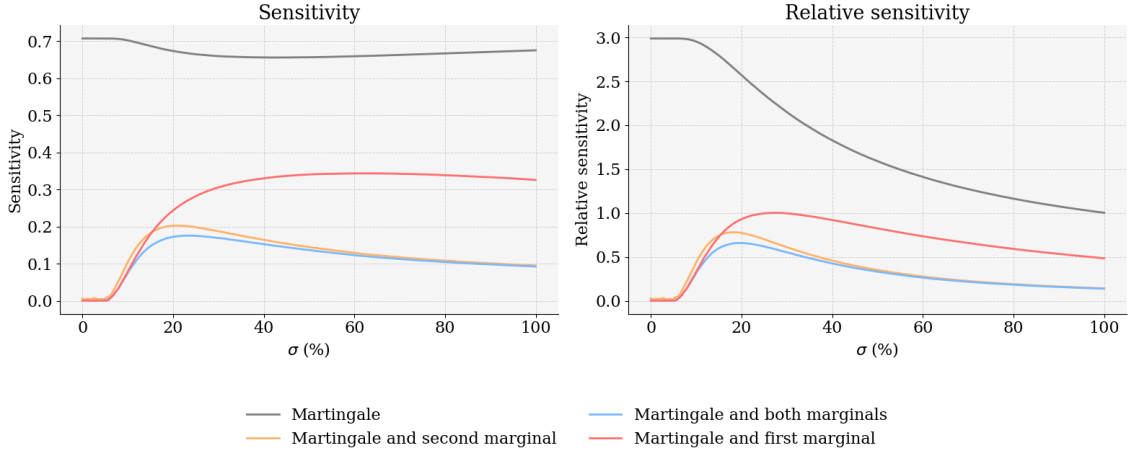 Sensitivity
Sensitivity
0.7
0.6
0.5
0.4
0.3
0.2
0.1
0.0
0 20 40 60 80 100
σ (%)
Relative sensitivity
Relative sensitivity
3.0
2.5
2.0
1.5
1.0
0.5
0.0
0 20 40 60 80 100
σ (%)
Martingale
Martingale and second marginal
Martingale and both marginals
Martingale and first marginal